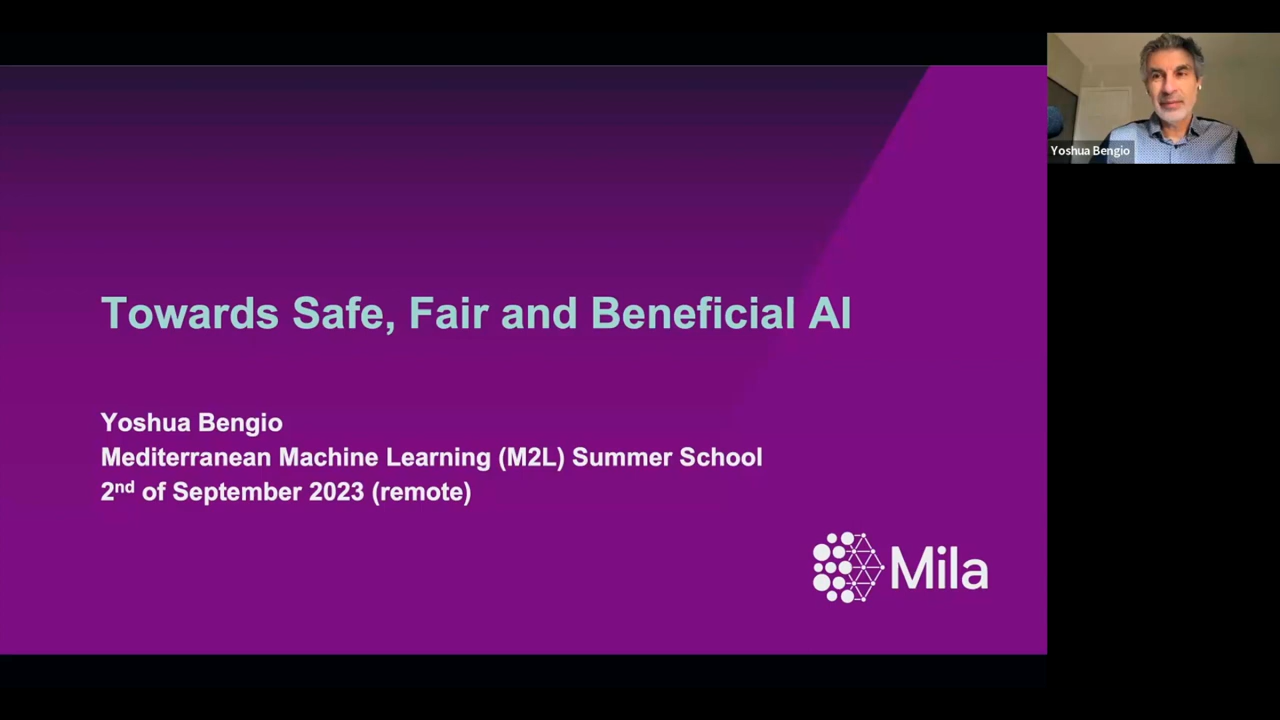 Towards Safe, Fair and Beneficial AI
Yoshua Bengio
Mediterranean Machine Learning (M2L) Summer School
2nd of September 2023 (remote)
Mila
Yoshua Bengio